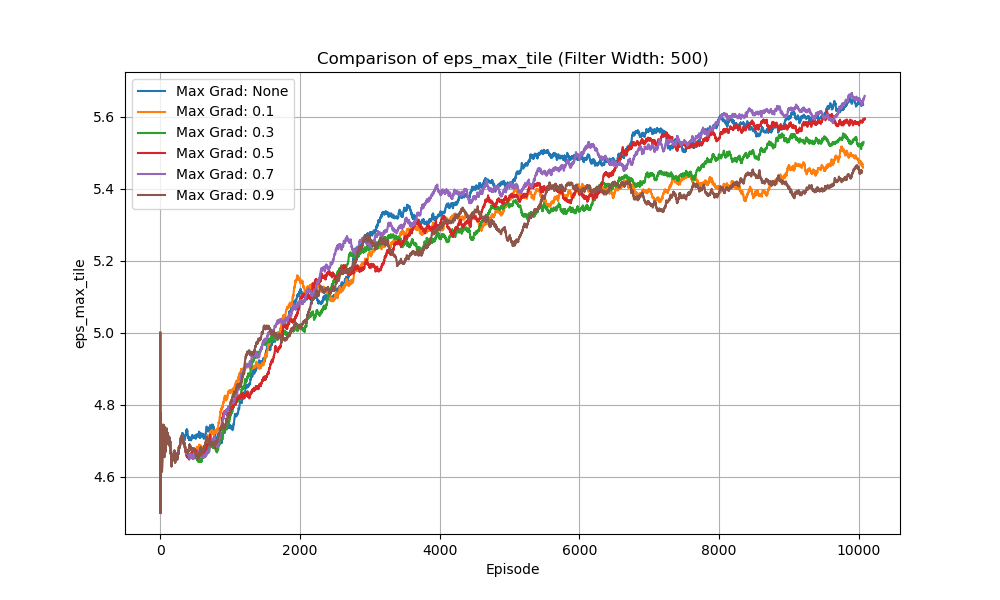 Comparison of eps_max_tile (Filter Width: 500)
Max Grad: None
Max Grad: 0.1
Max Grad: 0.3
Max Grad: 0.5
Max Grad: 0.7
Max Grad: 0.9
eps_max_tile
5.6
5.4
5.2
5.0
4.8
4.6
0
2000
4000
6000
8000
10000
Episode